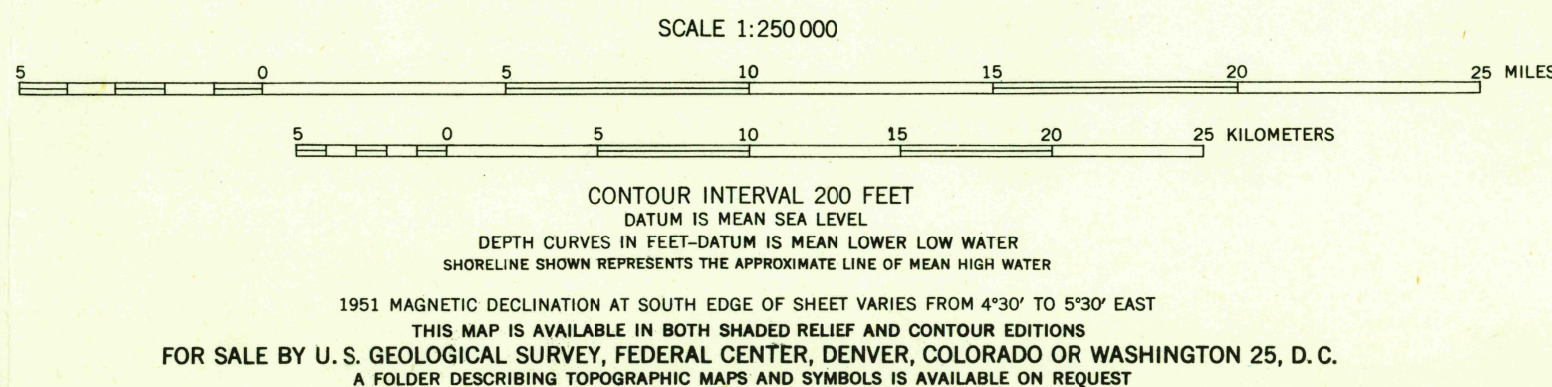 SCALE 1:250 000
5 0 5 10 15 20 25 MILES
5 0 5 10 15 20 25 KILOMETERS
CONTOUR INTERVAL 200 FEET
DATUM IS MEAN SEA LEVEL
DEPTH CURVES IN FEET–DATUM IS MEAN LOWER LOW WATER
SHORELINE SHOWN REPRESENTS THE APPROXIMATE LINE OF MEAN HIGH WATER
1951 MAGNETIC DECLINATION AT SOUTH EDGE OF SHEET VARIES FROM 4°30′ TO 5°30′ EAST
THIS MAP IS AVAILABLE IN BOTH SHADED RELIEF AND CONTOUR EDITIONS
FOR SALE BY U. S. GEOLOGICAL SURVEY, FEDERAL CENTER, DENVER, COLORADO OR WASHINGTON 25, D. C.
A FOLDER DESCRIBING TOPOGRAPHIC MAPS AND SYMBOLS IS AVAILABLE ON REQUEST